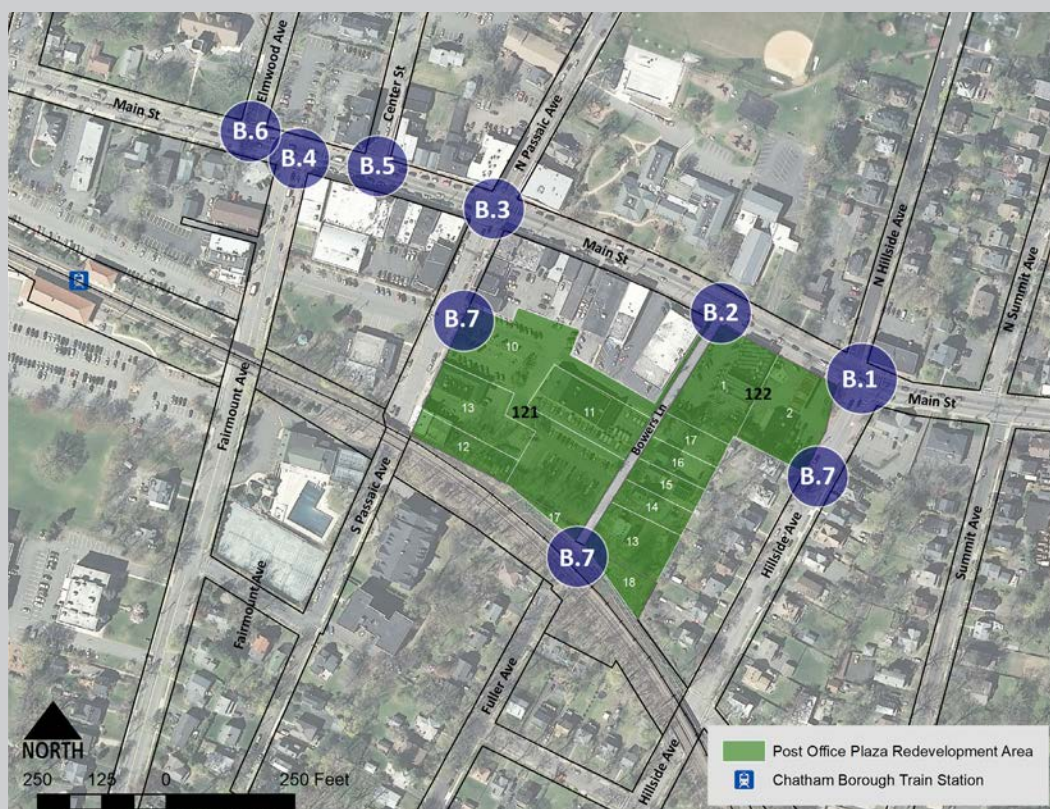 Elmwood Ave
Center St
Main St
B.6
B.4
B.5
N Passaic Ave
B.3
Main St
N Hillside Ave
N Summit Ave
B.7
B.2
B.1
10
1
122
2
Main St
13
121
11
Bowers Ln
12
17
16
15
14
B.7
Fairmount Ave
S Passaic Ave
17
13
B.7
18
Hillside Ave
Summit Ave
Fairmount Ave
Fuller Ave
Hillside Ave
NORTH
250 125 0 250 Feet
Post Office Plaza Redevelopment Area
Chatham Borough Train Station